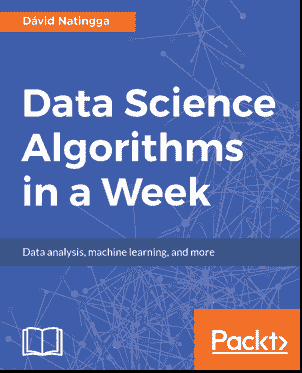 Dávid Natingga
Data Science
Algorithms
in a Week
Data analysis, machine learning, and more
Packt>